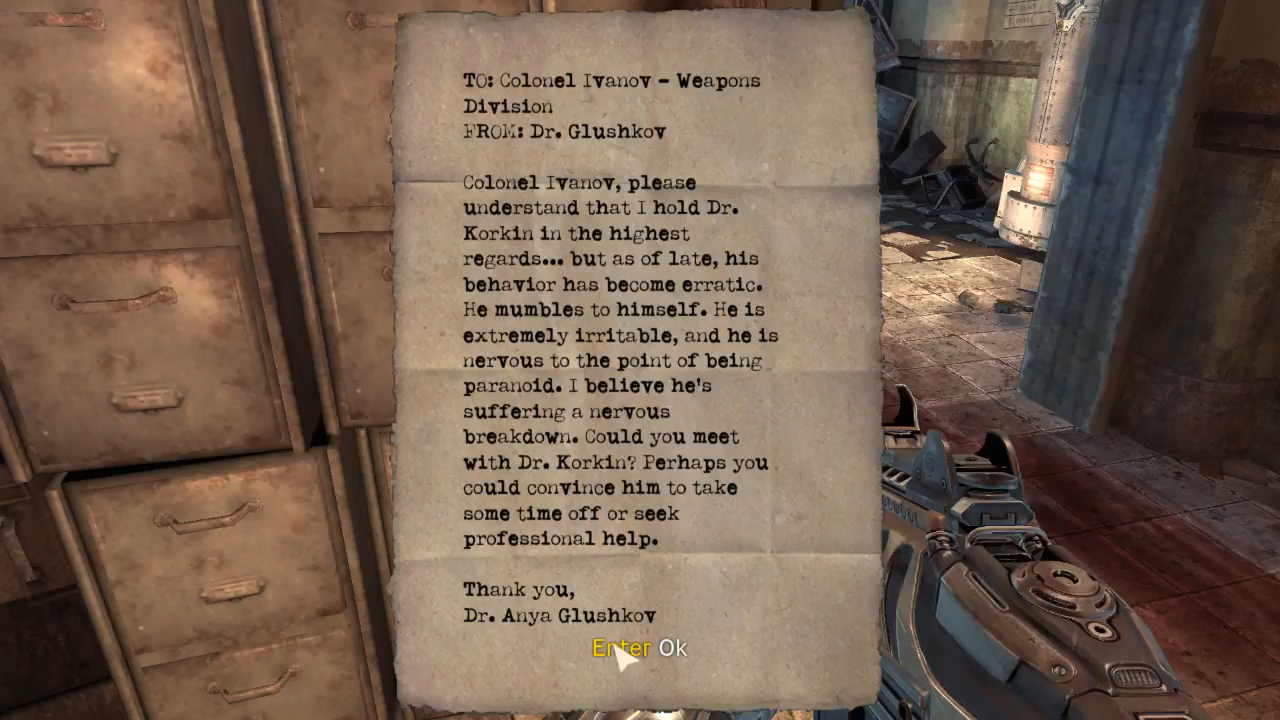 TO: Colonel Ivanov - Weapons
Division
FROM: Dr. Glushkov
Colonel Ivanov, please
understand that I hold Dr.
Korkin in the highest
regards... but as of late, his
behavior has become erratic.
He mumbles to himself. He is
extremely irritable, and he is
nervous to the point of being
paranoid. I believe he's
suffering a nervous
breakdown. Could you meet
with Dr. Korkin? Perhaps you
could convince him to take
some time off or seek
professional help.
Thank you,
Dr. Anya Glushkov
Enter Ok